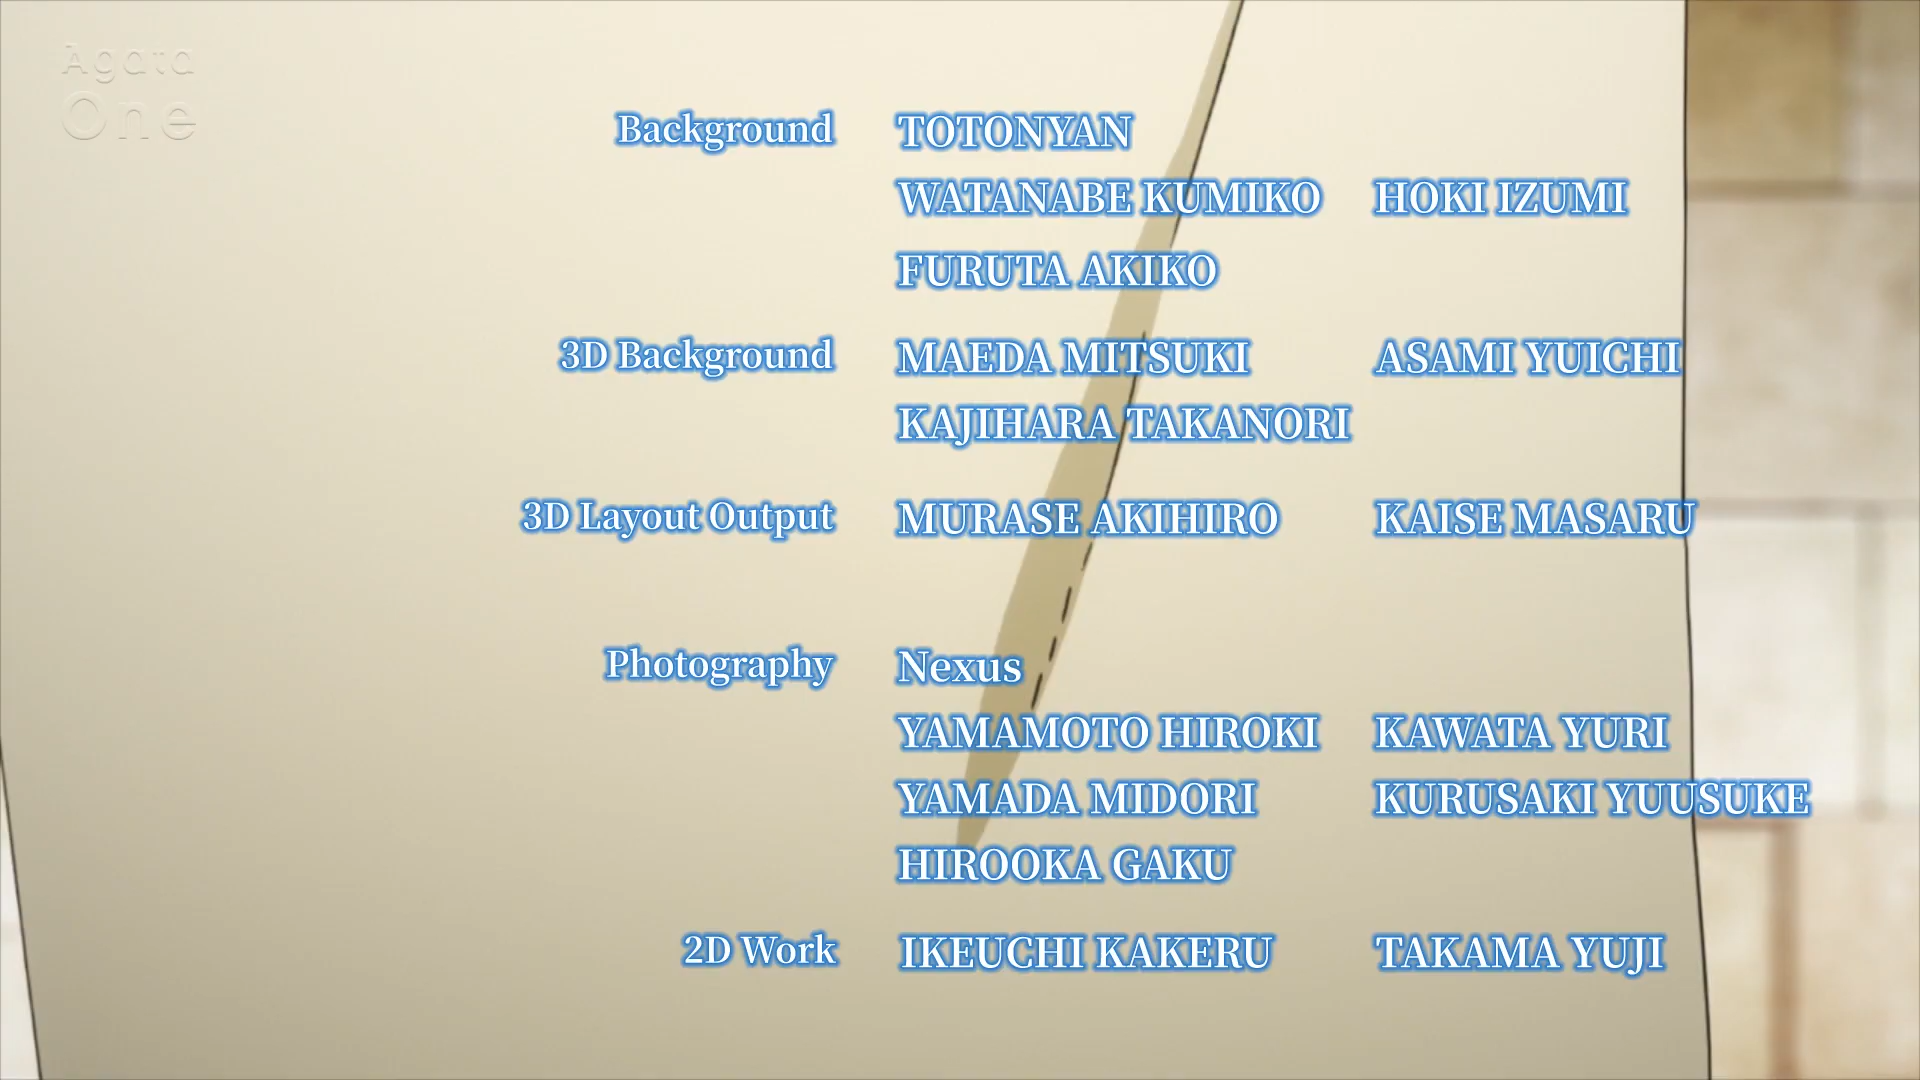 Agata
One
Background TOTONYAN
WATANABE KUMIKO HOKI IZUMI
FURUTA AKIKO
3D Background MAEDA MITSUKI ASAMI YUICHI
KAJIHARA TAKANORI
3D Layout Output MURASE AKIHIRO KAISE MASARU
Photography Nexus
YAMAMOTO HIROKI KAWATA YURI
YAMADA MIDORI KURUSAKI YUUSUKE
HIROOKA GAKU
2D Work IKEUCHI KAKERU TAKAMA YUJI